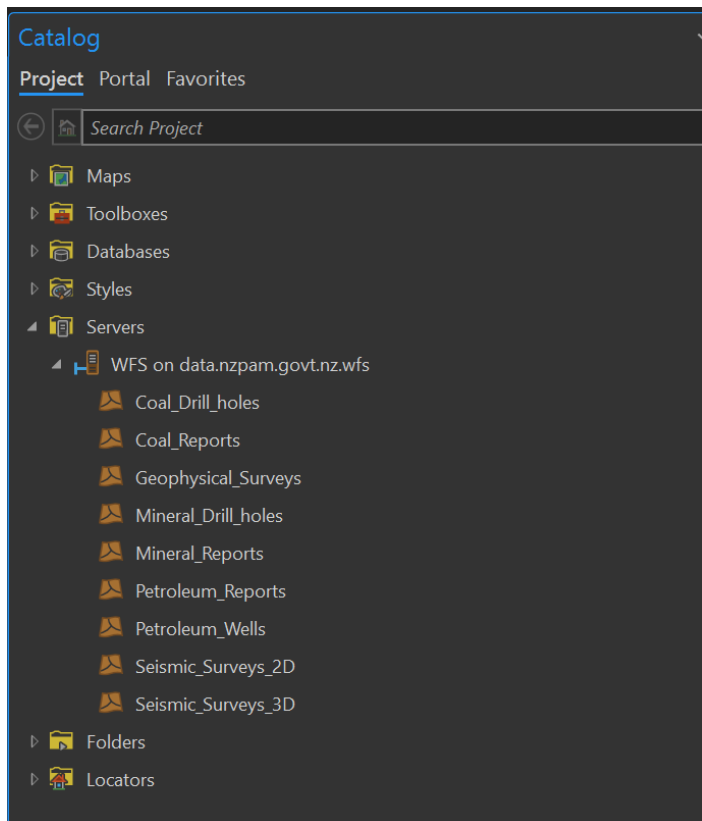 Catalog
Project Portal Favorites
Search Project
Maps
Toolboxes
Databases
Styles
Servers
WFS on data.nzpam.govt.nz.wfs
Coal_Drill_holes
Coal_Reports
Geophysical_Surveys
Mineral_Drill_holes
Mineral_Reports
Petroleum_Reports
Petroleum_Wells
Seismic_Surveys_2D
Seismic_Surveys_3D
Folders
Locators